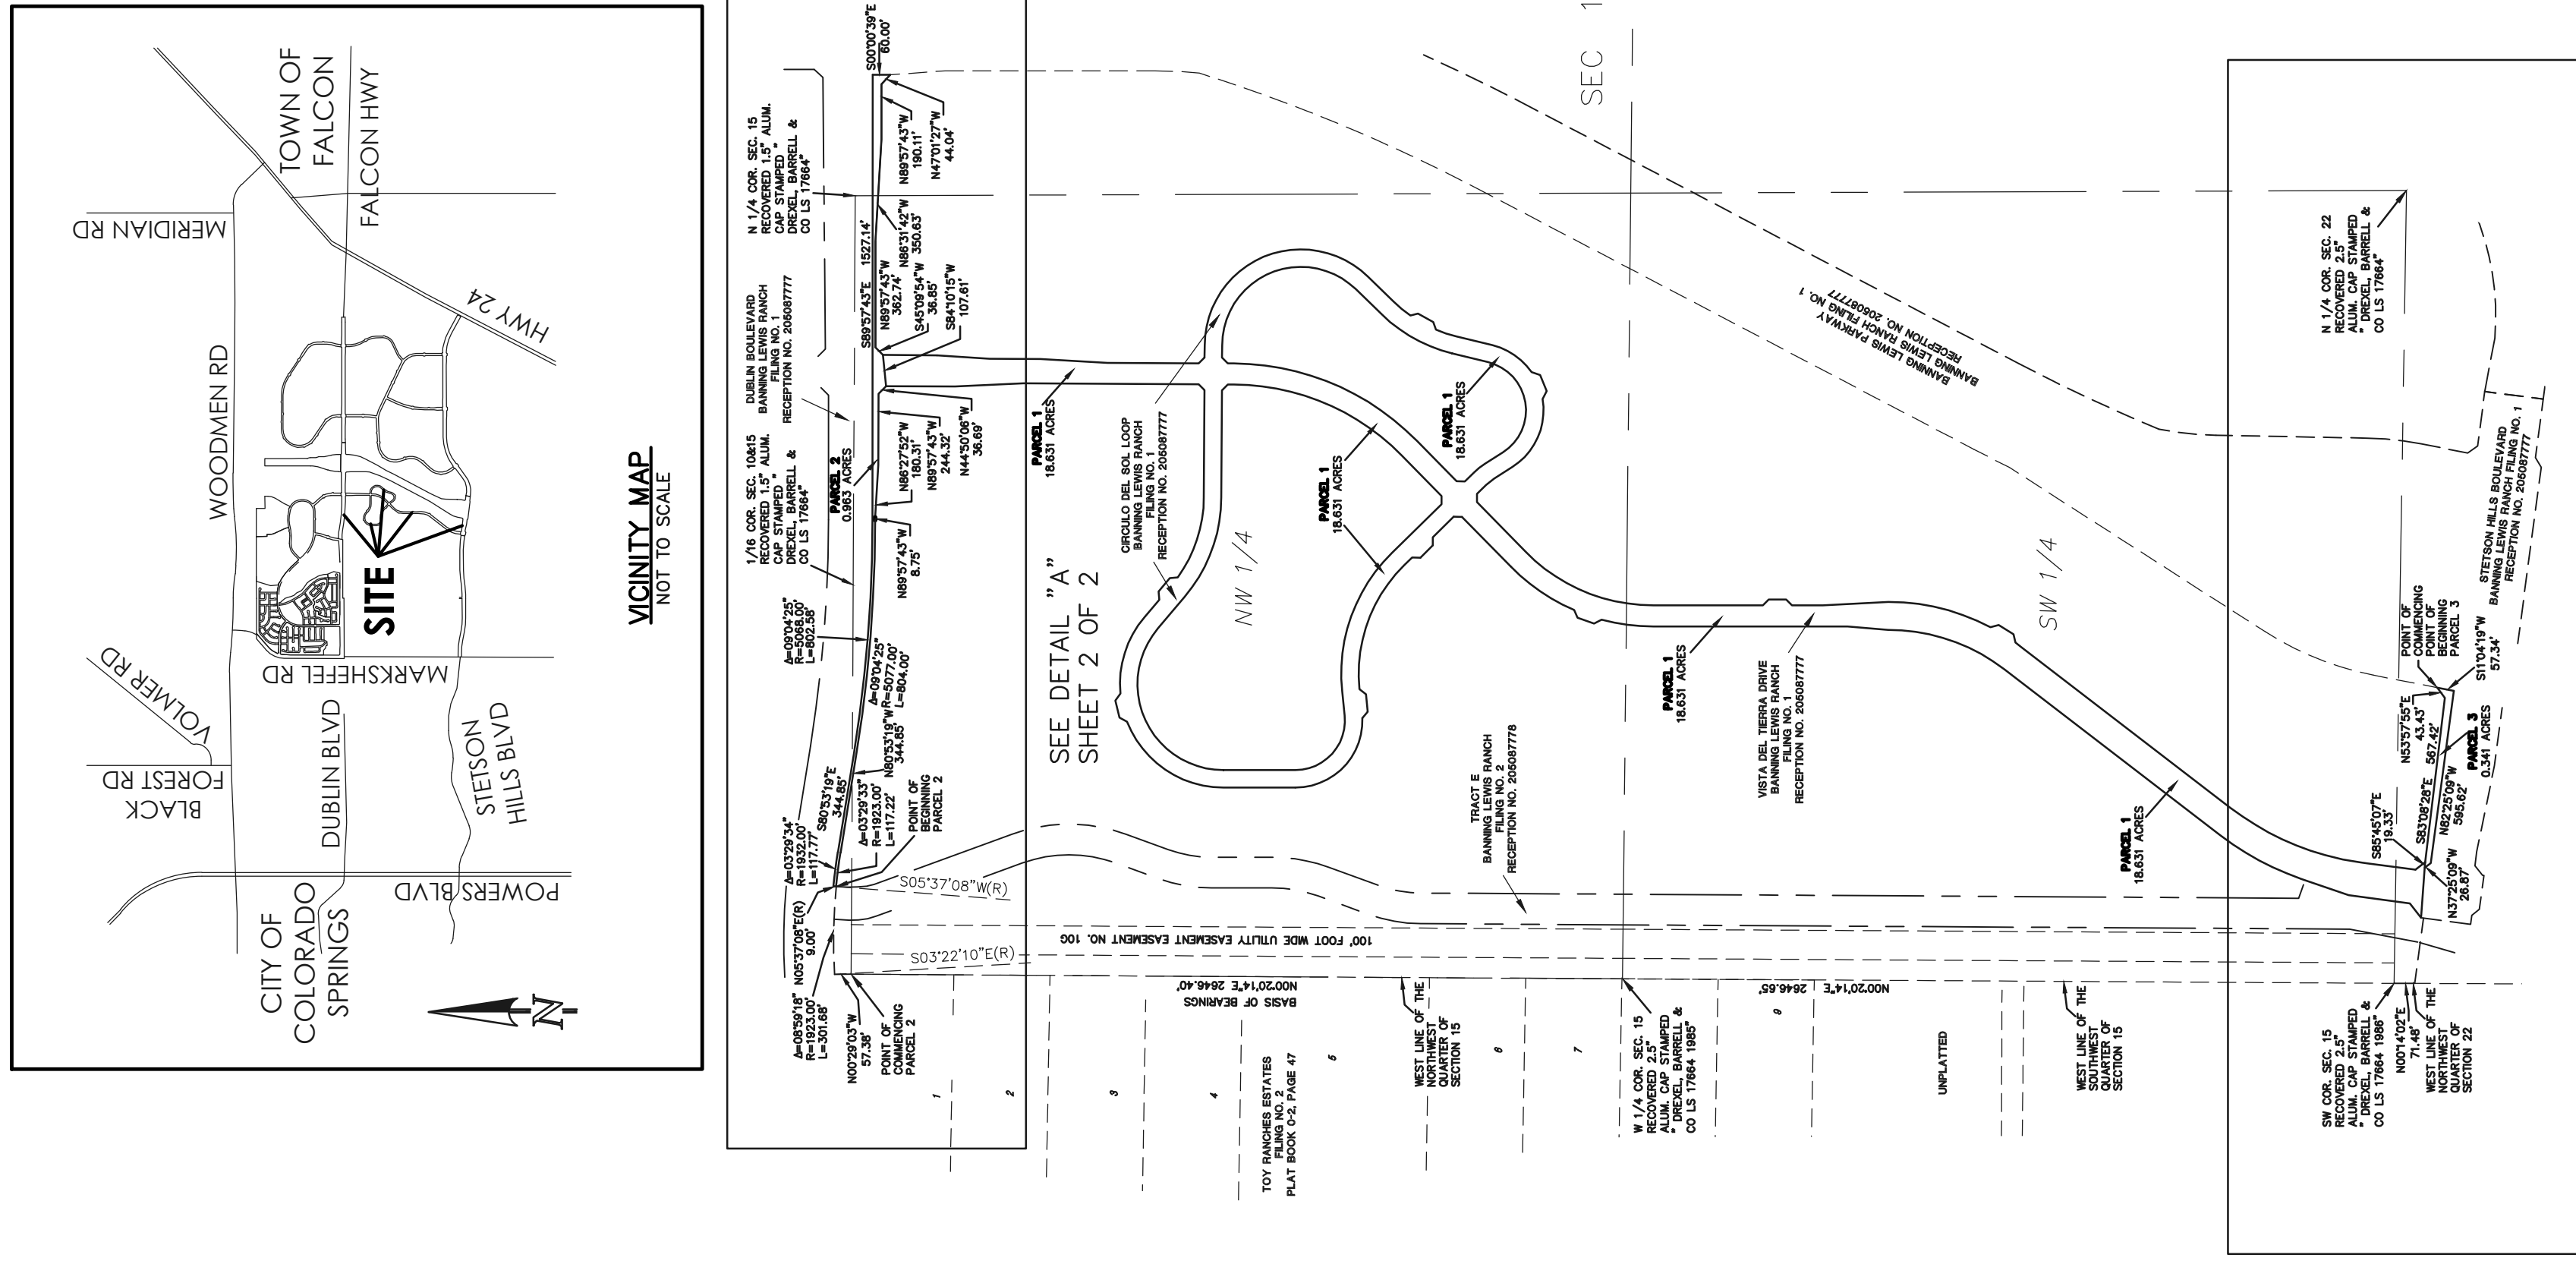 TOWN OF
FALCON
FALCON HWY
MERIDIAN RD
HWY 24
WOODMEN RD
VICINITY MAP
NOT TO SCALE
SITE
MARKSHEFEL RD
VOLMER RD
BLACK
FOREST RD
DUBLIN BLVD
STETSON
HILLS BLVD
POWERS BLVD
CITY OF
COLORADO
SPRINGS
N
S00°00'39"E
60.00'
N 1/4 COR. SEC. 15
RECOVERED 1.5" ALUM.
CAP STAMPED "
DREXEL, BARRELL &
CO LS 17664"
N89°57'43"W
190.11'
N47°01'27"W
44.04'
S89°57'43"E 1527.14'
N86°31'42"W
350.63'
N89°57'43"W
362.74'
S45°09'54"W
36.85'
S84°10'15"W
107.61'
DUBLIN BOULEVARD
BANNING LEWIS RANCH
FILING NO. 1
RECEPTION NO. 205087777
1/16 COR. SEC. 10&15
RECOVERED 1.5" ALUM.
CAP STAMPED "
DREXEL, BARRELL &
CO LS 17664"
PARCEL 2
0.963 ACRES
N86°27'52"W
180.31'
N89°57'43"W
244.32'
N44°50'06"W
36.69'
N89°57'43"W
8.75'
Δ=09°04'25"
R=5068.00'
L=802.58'
Δ=09°04'25"
R=5077.00'
L=804.00'
N80°53'19"W
344.85'
S80°53'19"E
344.85'
Δ=03°29'34"
R=1932.00'
L=117.77'
Δ=03°29'33"
R=1923.00'
L=117.22'
POINT OF
BEGINNING
PARCEL 2
S05°37'08"W(R)
N05°37'08"E(R)
9.00'
Δ=08°59'18"
R=1923.00'
L=301.68'
S03°22'10"E(R)
N00°29'03"W
57.38'
POINT OF
COMMENCING
PARCEL 2
SEE DETAIL "A"
SHEET 2 OF 2
PARCEL 1
18.631 ACRES
CIRCULO DEL SOL LOOP
BANNING LEWIS RANCH
FILING NO. 1
RECEPTION NO. 205087777
NW 1/4
PARCEL 1
18.631 ACRES
PARCEL 1
18.631 ACRES
100' FOOT WIDE UTILITY EASEMENT EASEMENT NO. 10G
BASIS OF BEARINGS
N00°20'14"E 2646.40'
1
2
3
4
5
6
7
8
TOY RANCHES ESTATES
FILING NO. 2
PLAT BOOK O-2, PAGE 47
WEST LINE OF THE
NORTHWEST
QUARTER OF
SECTION 15
TRACT E
BANNING LEWIS RANCH
FILING NO. 2
RECEPTION NO. 205087778
SEC 1
BANNING LEWIS PARKWAY
BANNING LEWIS RANCH FILING NO. 1
RECEPTION NO. 205087777
W 1/4 COR. SEC. 15
RECOVERED 2.5"
ALUM. CAP STAMPED
" DREXEL, BARRELL &
CO LS 17664 1985"
PARCEL 1
18.631 ACRES
VISTA DEL TIERRA DRIVE
BANNING LEWIS RANCH
FILING NO. 1
RECEPTION NO. 205087777
N00°20'14"E 2646.65'
UNPLATTED
SW 1/4
WEST LINE OF THE
SOUTHWEST
QUARTER OF
SECTION 15
PARCEL 1
18.631 ACRES
N 1/4 COR. SEC. 22
RECOVERED 2.5"
ALUM. CAP STAMPED
" DREXEL, BARRELL &
CO LS 17664"
STETSON HILLS BOULEVARD
BANNING LEWIS RANCH FILING NO. 1
RECEPTION NO. 205087777
POINT OF
COMMENCING
POINT OF
BEGINNING
PARCEL 3
S11°04'19"W
57.34'
N53°57'55"E
43.43'
S83°08'28"E 567.42'
N82°25'09"W
595.62'
PARCEL 3
0.341 ACRES
S85°45'07"E
19.33'
N37°25'09"W
26.87'
SW COR. SEC. 15
RECOVERED 2.5"
ALUM. CAP STAMPED
" DREXEL, BARRELL &
CO LS 17664 1986"
N00°14'02"E
71.48'
WEST LINE OF THE
NORTHWEST
QUARTER OF
SECTION 22